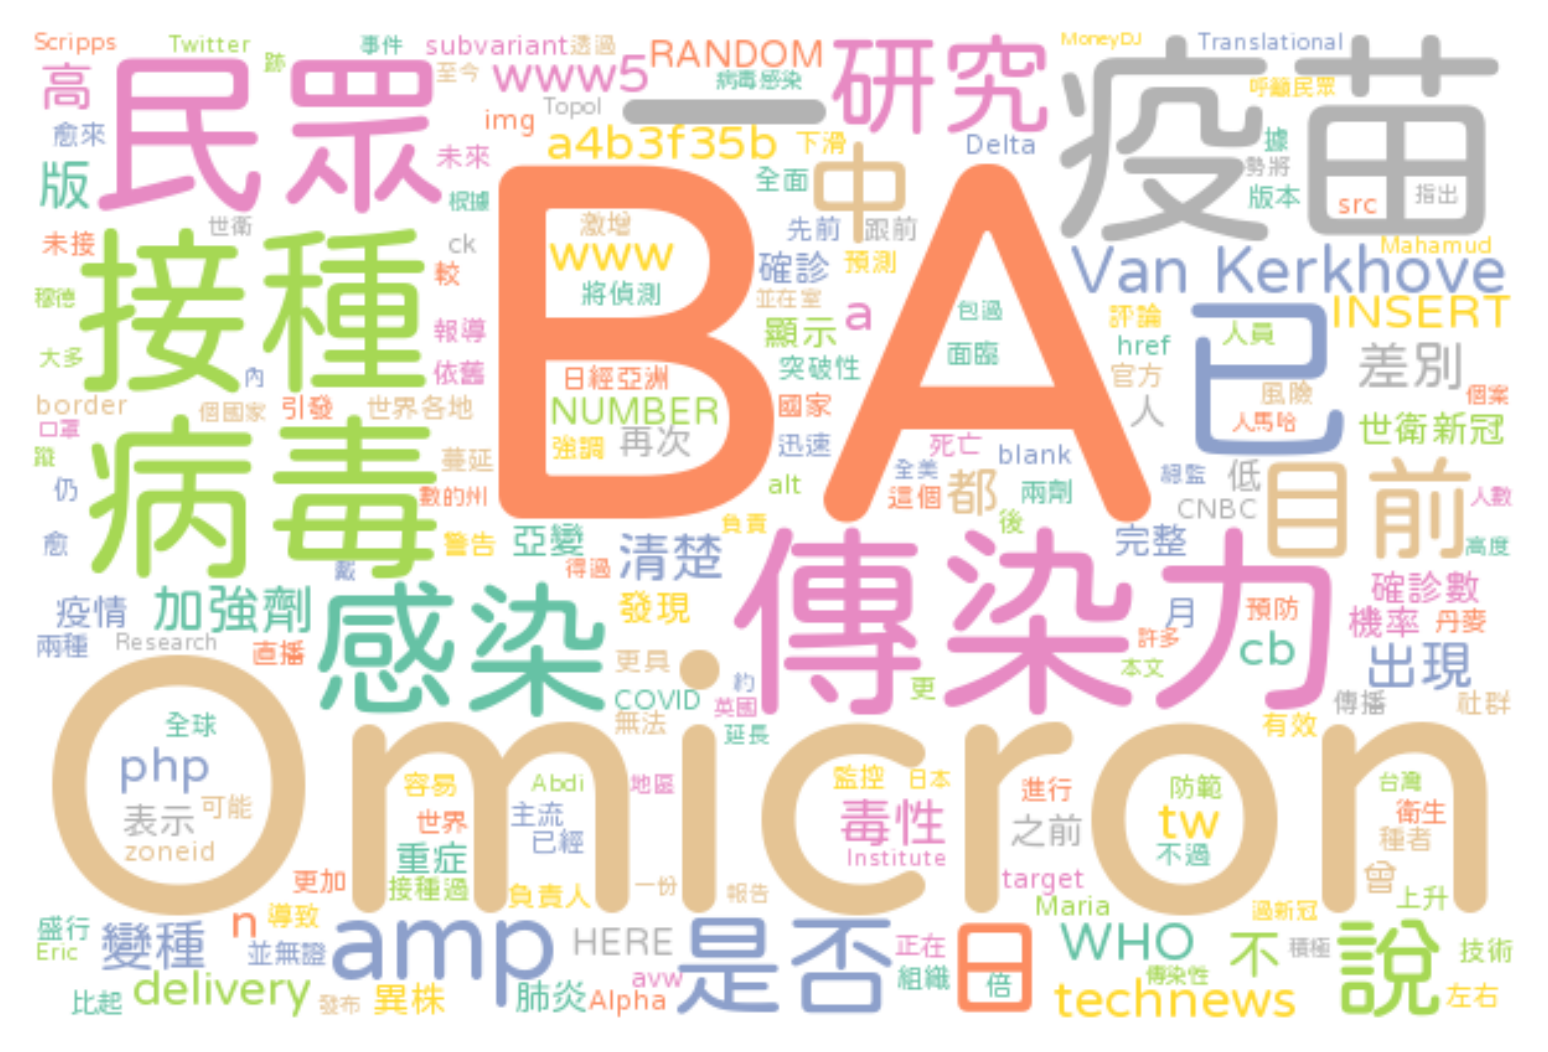 Scripps
Twitter
跡
事件
subvariant
透過
RANDOM
MoneyDJ
Translational
高
民眾
至今
www5
病毒感染
一
研究
疫苗
呼籲民眾
愈來
img
Topol
a4b3f35b
下滑
Delta
據
未來
勢將
版
根據
全面
中
版本
src
指出
世衛
激增
先前
跟前
未接
接種
ck
BA
www
確診
預測
Van Kerkhove
Mahamud
較
將偵測
並在室
穆德
報導
顯示
a
包過
評論
已
INSERT
人員
大多
內
依舊
日經亞洲
突破性
面臨
href
官方
差別
border
個國家
引發
世界各地
NUMBER
國家
人
風險
個案
口罩
病毒
強調
再次
迅速
死亡
blank
人馬哈
世衛新冠
蹤
蔓延
全美
總監
低
目前
仍
數的州
alt
這個
都
兩劑
CNBC
人數
愈
警告
亞變
清楚
負責
後
完整
高度
戴
得過
疫情
加強劑
感染
發現
傳染力
月
預防
確診數
兩種
Research
直播
更具
許多
cb
機率
丹麥
Omicron
COVID
約
英國
更
本文
出現
無法
延長
傳播
社群
有效
全球
php
容易
Abdi
地區
監控
日本
進行
防範
台灣
表示
可能
世界
主流
毒性
之前
tw
衛生
zoneid
重症
已經
Institute
不過
種者
更加
接種過
負責人
一份
報告
target
曾
上升
Maria
過新冠
盛行
變種
n
導致
amp
HERE
是否
正在
日
WHO
不
積極
說
技術
Eric
並無證
avw
組織
倍
傳染性
比起
delivery
發布
異株
肺炎
Alpha
technews
左右